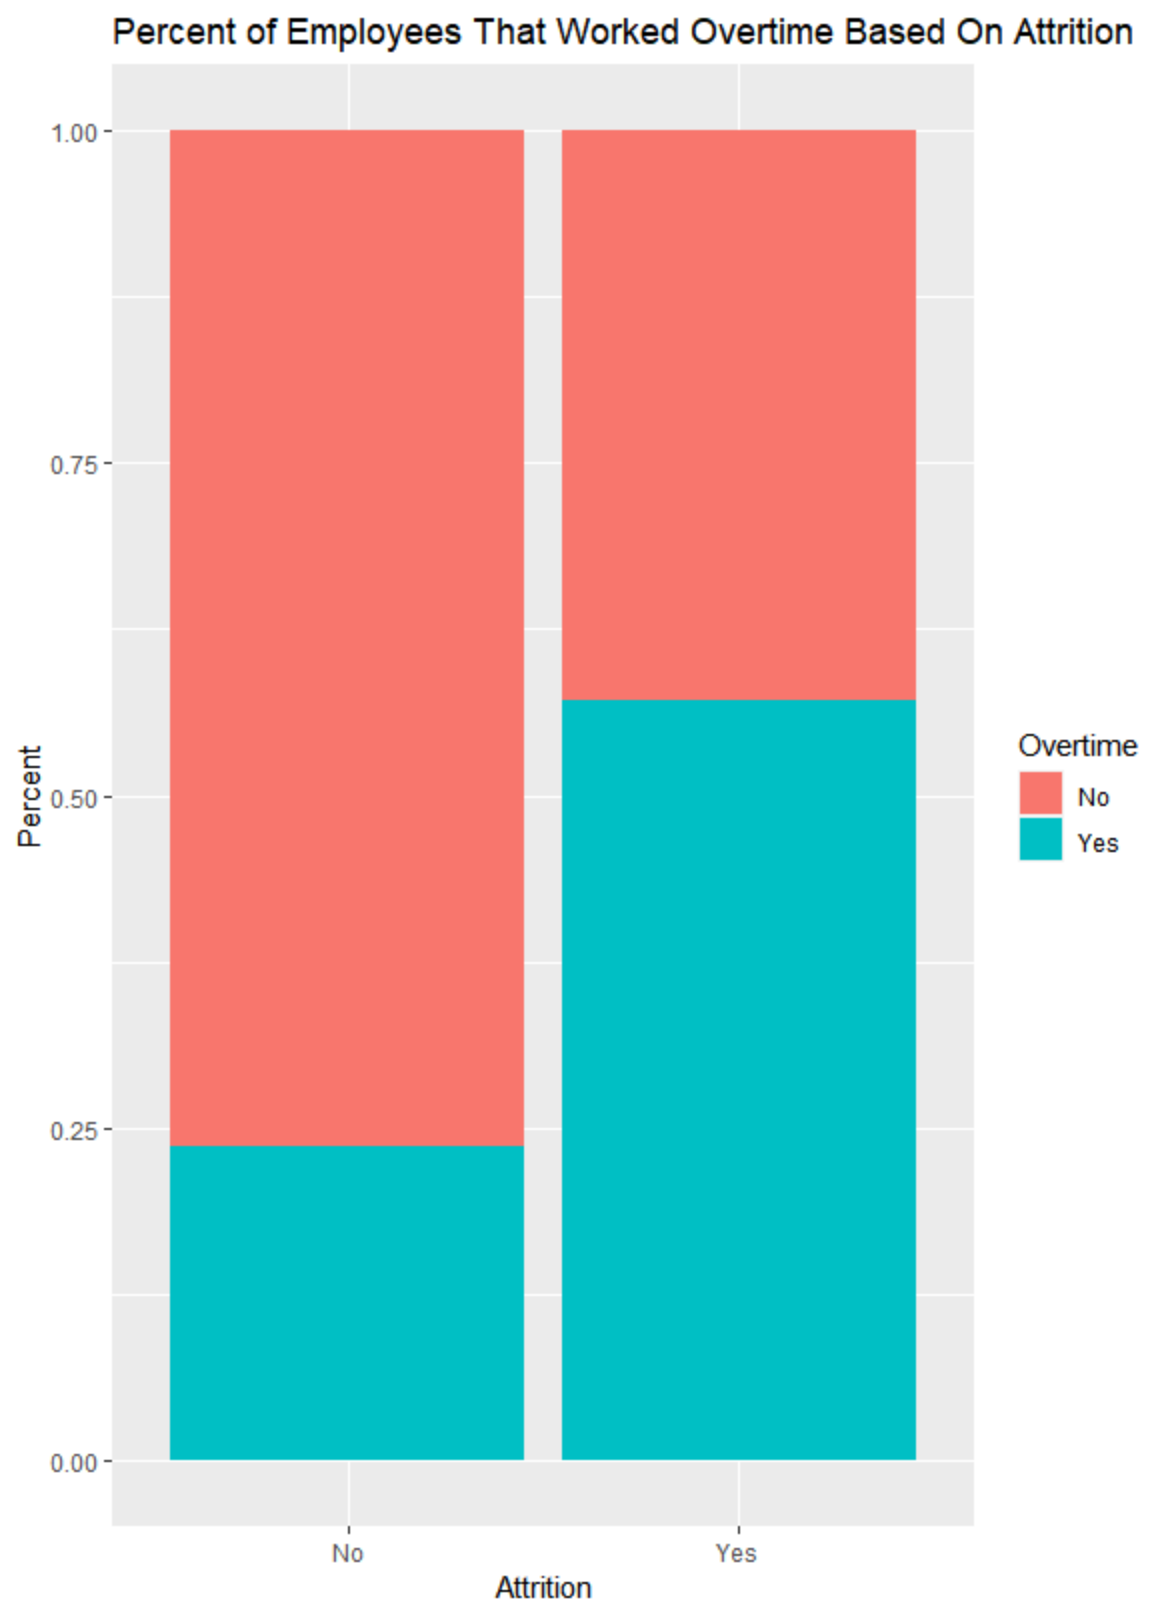 Percent of Employees That Worked Overtime Based On Attrition
1.00
0.75
0.50
0.25
0.00
Percent
No
Yes
Attrition
Overtime
No
Yes